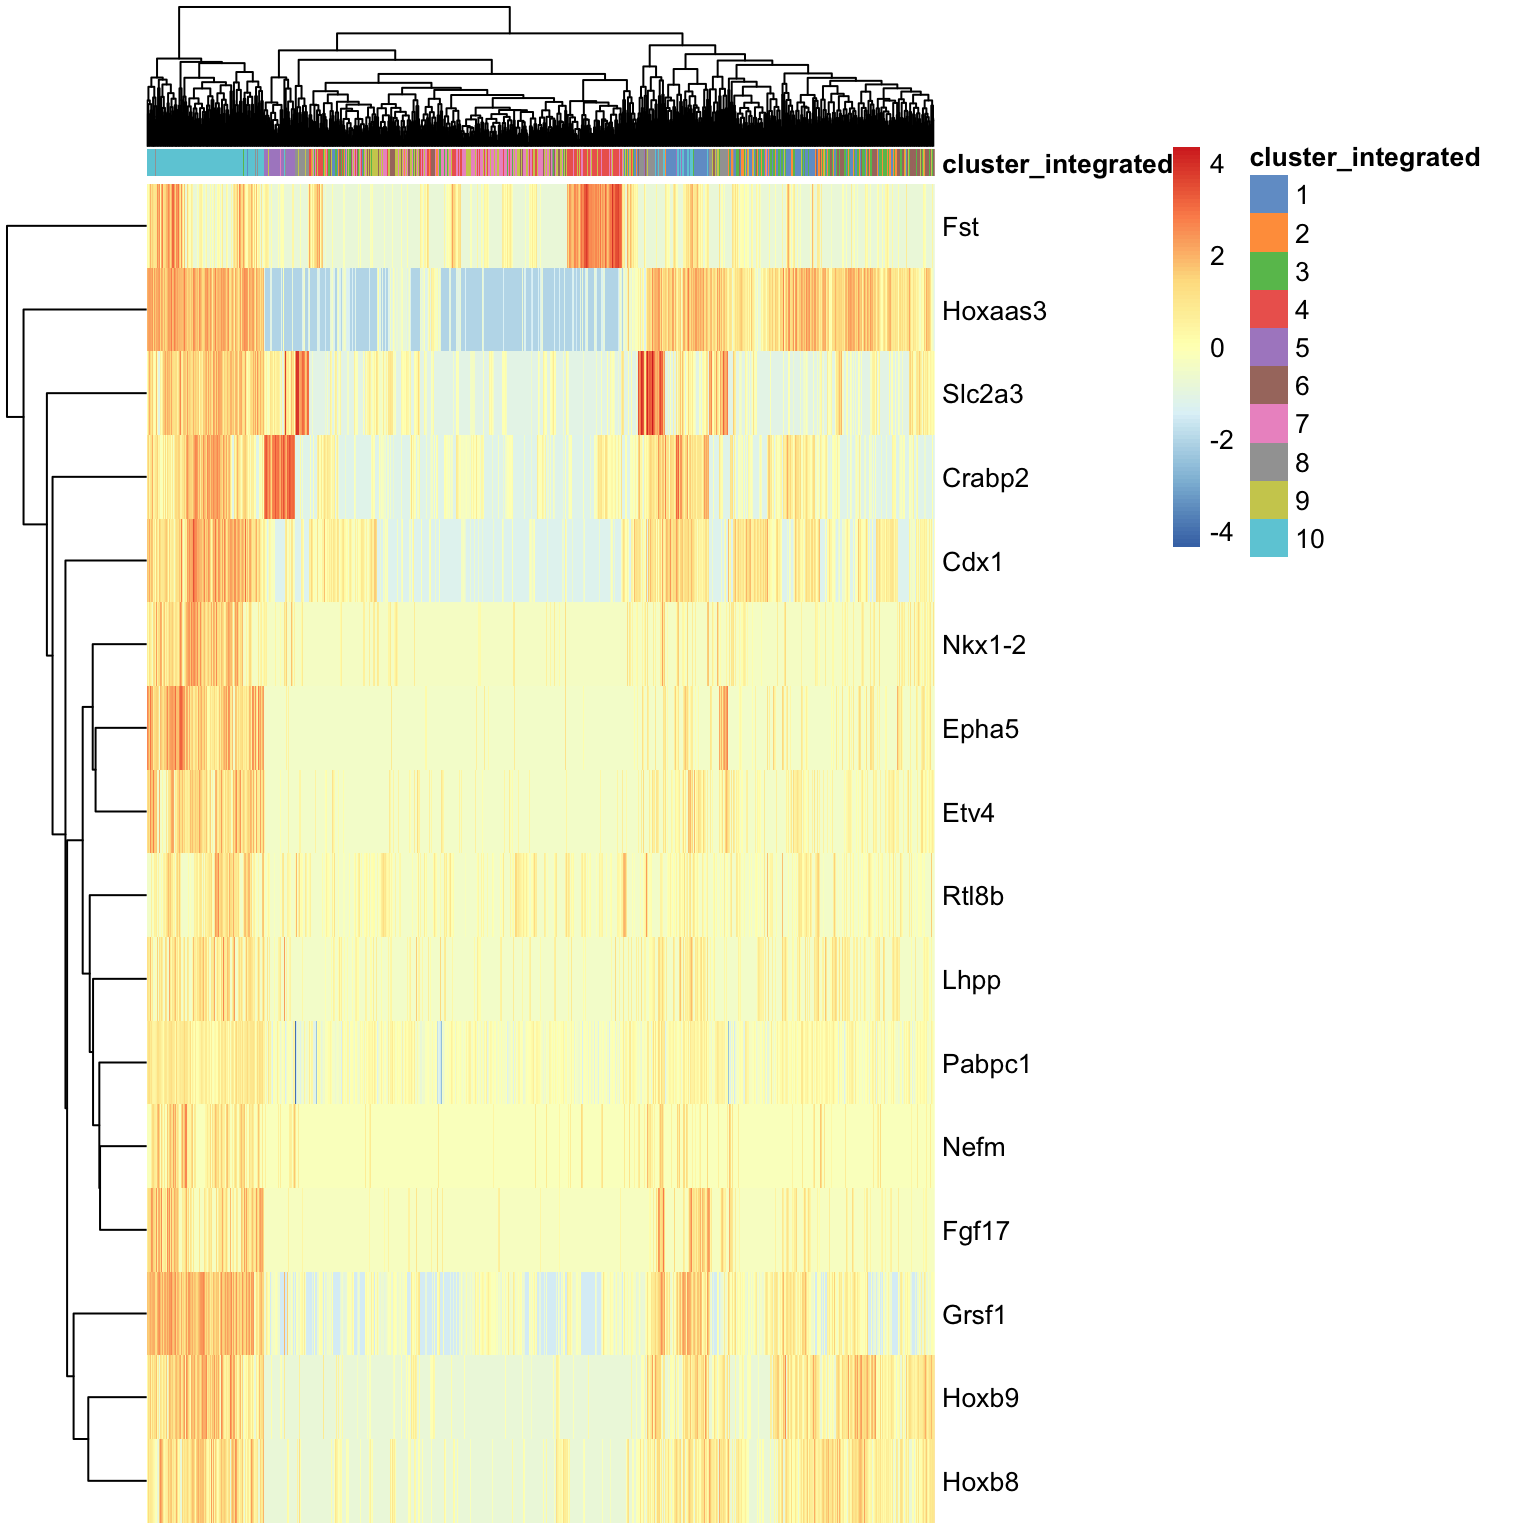 cluster_integrated
Fst
Hoxaas3
Slc2a3
Crabp2
Cdx1
Nkx1-2
Epha5
Etv4
Rtl8b
Lhpp
Pabpc1
Nefm
Fgf17
Grsf1
Hoxb9
Hoxb8
4
2
0
-2
-4
cluster_integrated
1
2
3
4
5
6
7
8
9
10